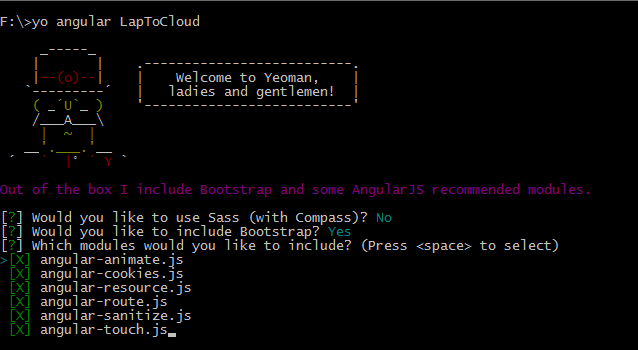 F:\>yo angular LapToCloud
Welcome to Yeoman,
ladies and gentlemen!
Out of the box I include Bootstrap and some AngularJS recommended modules.
[?] Would you like to use Sass (with Compass)? No
[?] Would you like to include Bootstrap? Yes
[?] Which modules would you like to include? (Press <space> to select)
>[X] angular-animate.js
[X] angular-cookies.js
[X] angular-resource.js
[X] angular-route.js
[X] angular-sanitize.js
[X] angular-touch.js